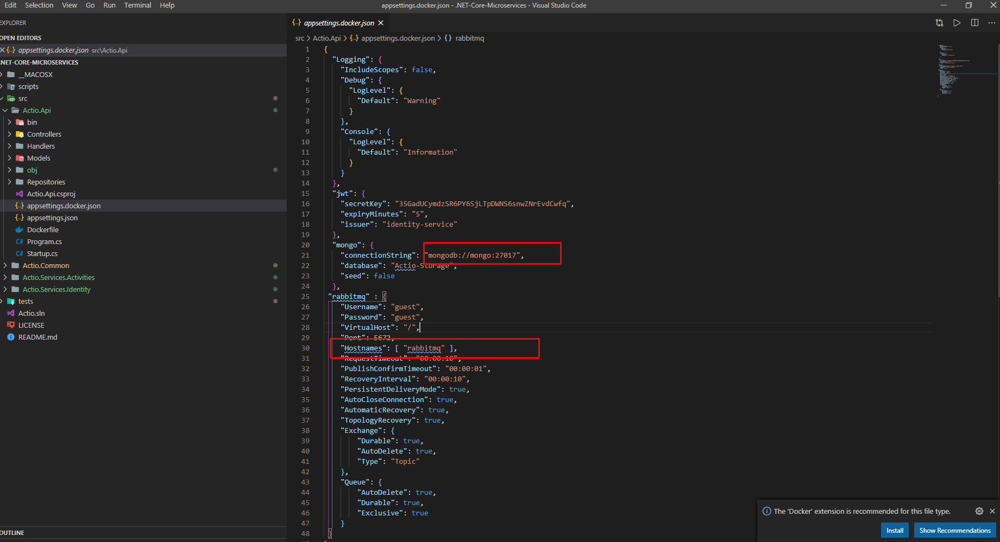 Edit Selection View Go Run Terminal Help
appsettings.docker.json - .NET-Core-Microservices - Visual Studio Code
EXPLORER
OPEN EDITORS
appsettings.docker.json src\Actio.Api
.NET-CORE-MICROSERVICES
__MACOSX
scripts
src
Actio.Api
bin
Controllers
Handlers
Models
obj
Repositories
Actio.Api.csproj
appsettings.docker.json
appsettings.json
Dockerfile
Program.cs
Startup.cs
Actio.Common
Actio.Services.Activities
Actio.Services.Identity
tests
Actio.sln
LICENSE
README.md
OUTLINE
appsettings.docker.json
src > Actio.Api > {..} appsettings.docker.json > {} rabbitmq
1 {
2 "Logging": {
3 "IncludeScopes": false,
4 "Debug": {
5 "LogLevel": {
6 "Default": "Warning"
7 }
8 },
9 "Console": {
10 "LogLevel": {
11 "Default": "Information"
12 }
13 }
14 },
15 "jwt": {
16 "secretKey": "35GadUCymdzSR6PY6SjLTpDWNS6snwZNrEvdCwfq",
17 "expiryMinutes": "5",
18 "issuer": "identity-service"
19 },
20 "mongo": {
21 "connectionString": "mongodb://mongo:27017",
22 "database": "Actio-Storage",
23 "seed": false
24 },
25 "rabbitmq" : {
26 "Username": "guest",
27 "Password": "guest",
28 "VirtualHost": "/",
29 "Port": 5672,
30 "Hostnames": [ "rabbitmq" ],
31 "RequestTimeout": "00:00:10",
32 "PublishConfirmTimeout": "00:00:01",
33 "RecoveryInterval": "00:00:10",
34 "PersistentDeliveryMode": true,
35 "AutoCloseConnection": true,
36 "AutomaticRecovery": true,
37 "TopologyRecovery": true,
38 "Exchange": {
39 "Durable": true,
40 "AutoDelete": true,
41 "Type": "Topic"
42 },
43 "Queue": {
44 "AutoDelete": true,
45 "Durable": true,
46 "Exclusive": true
47 }
48 }
The 'Docker' extension is recommended for this file type.
Install Show Recommendations